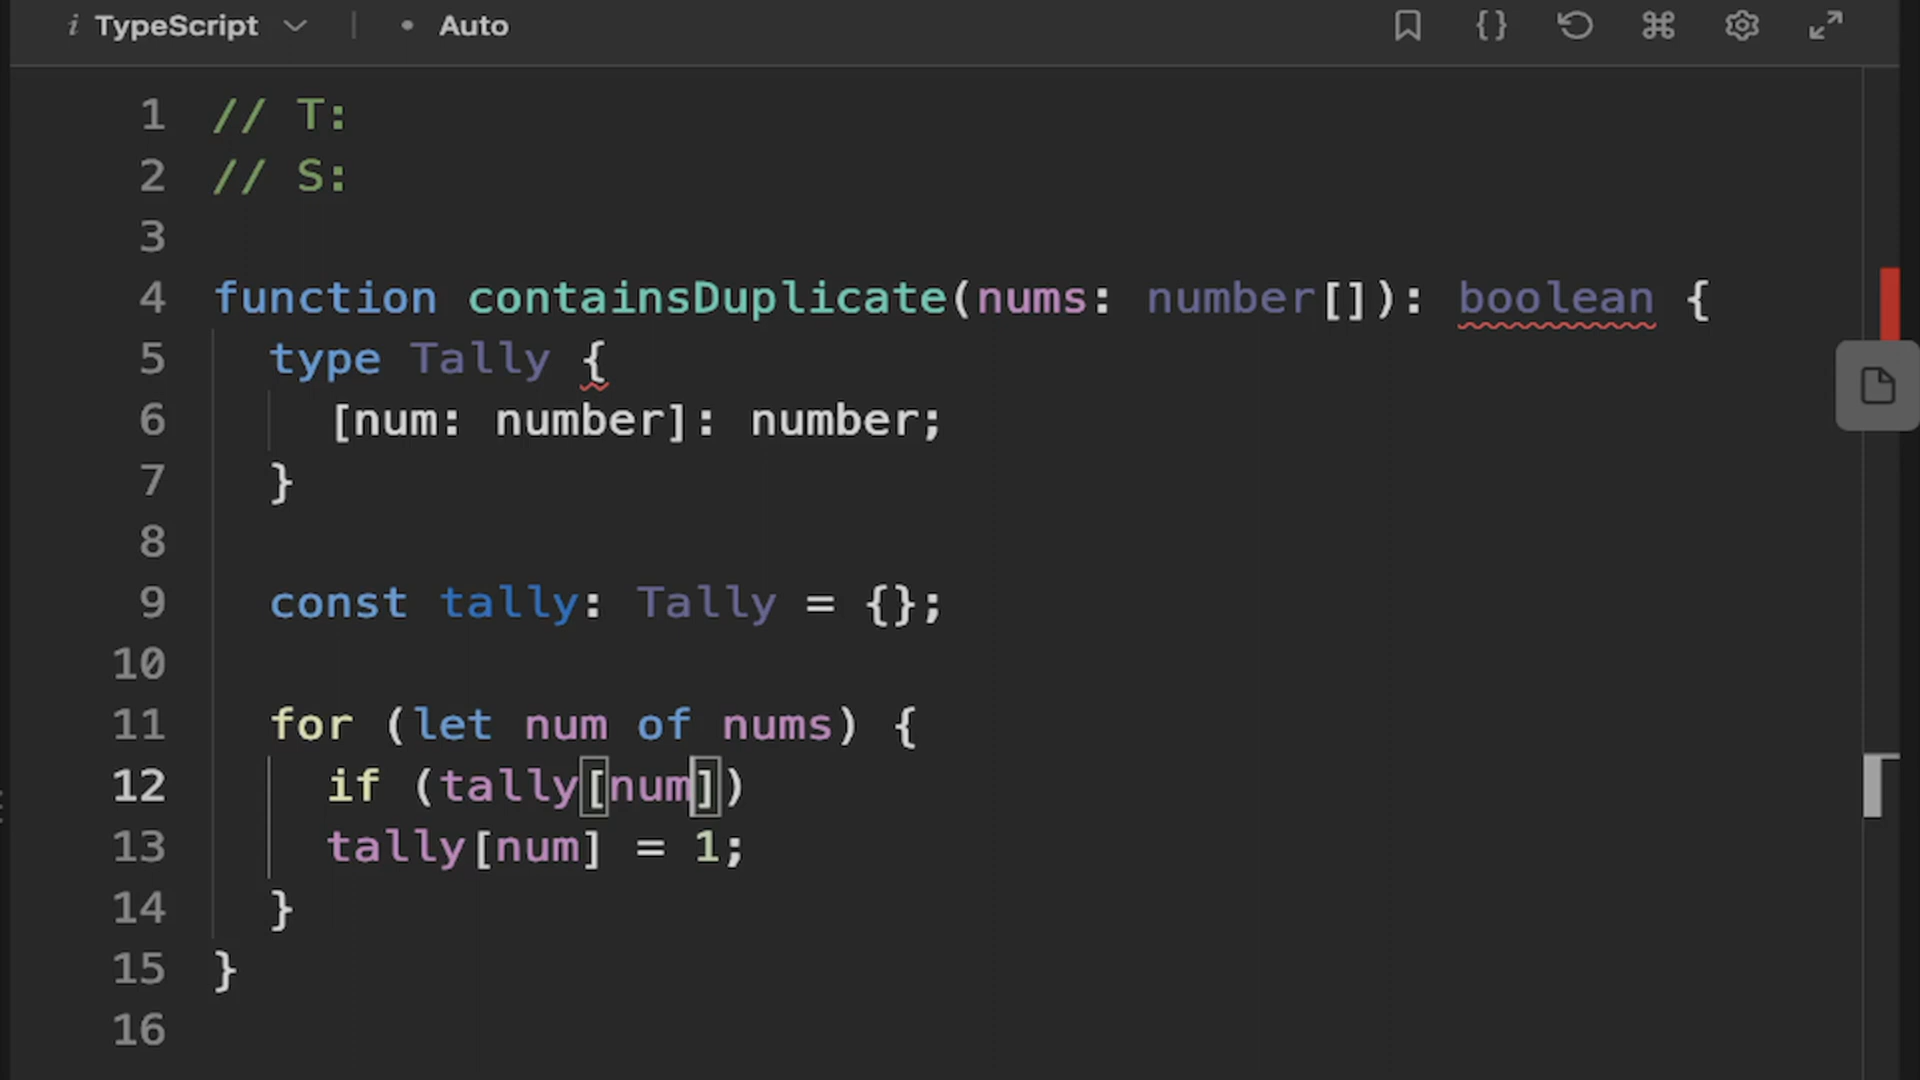 i TypeScript Auto
1 // T:
2 // S:
3
4 function containsDuplicate(nums: number[]): boolean {
5 type Tally {
6 [num: number]: number;
7 }
8
9 const tally: Tally = {};
10
11 for (let num of nums) {
12 if (tally[num])
13 tally[num] = 1;
14 }
15 }
16